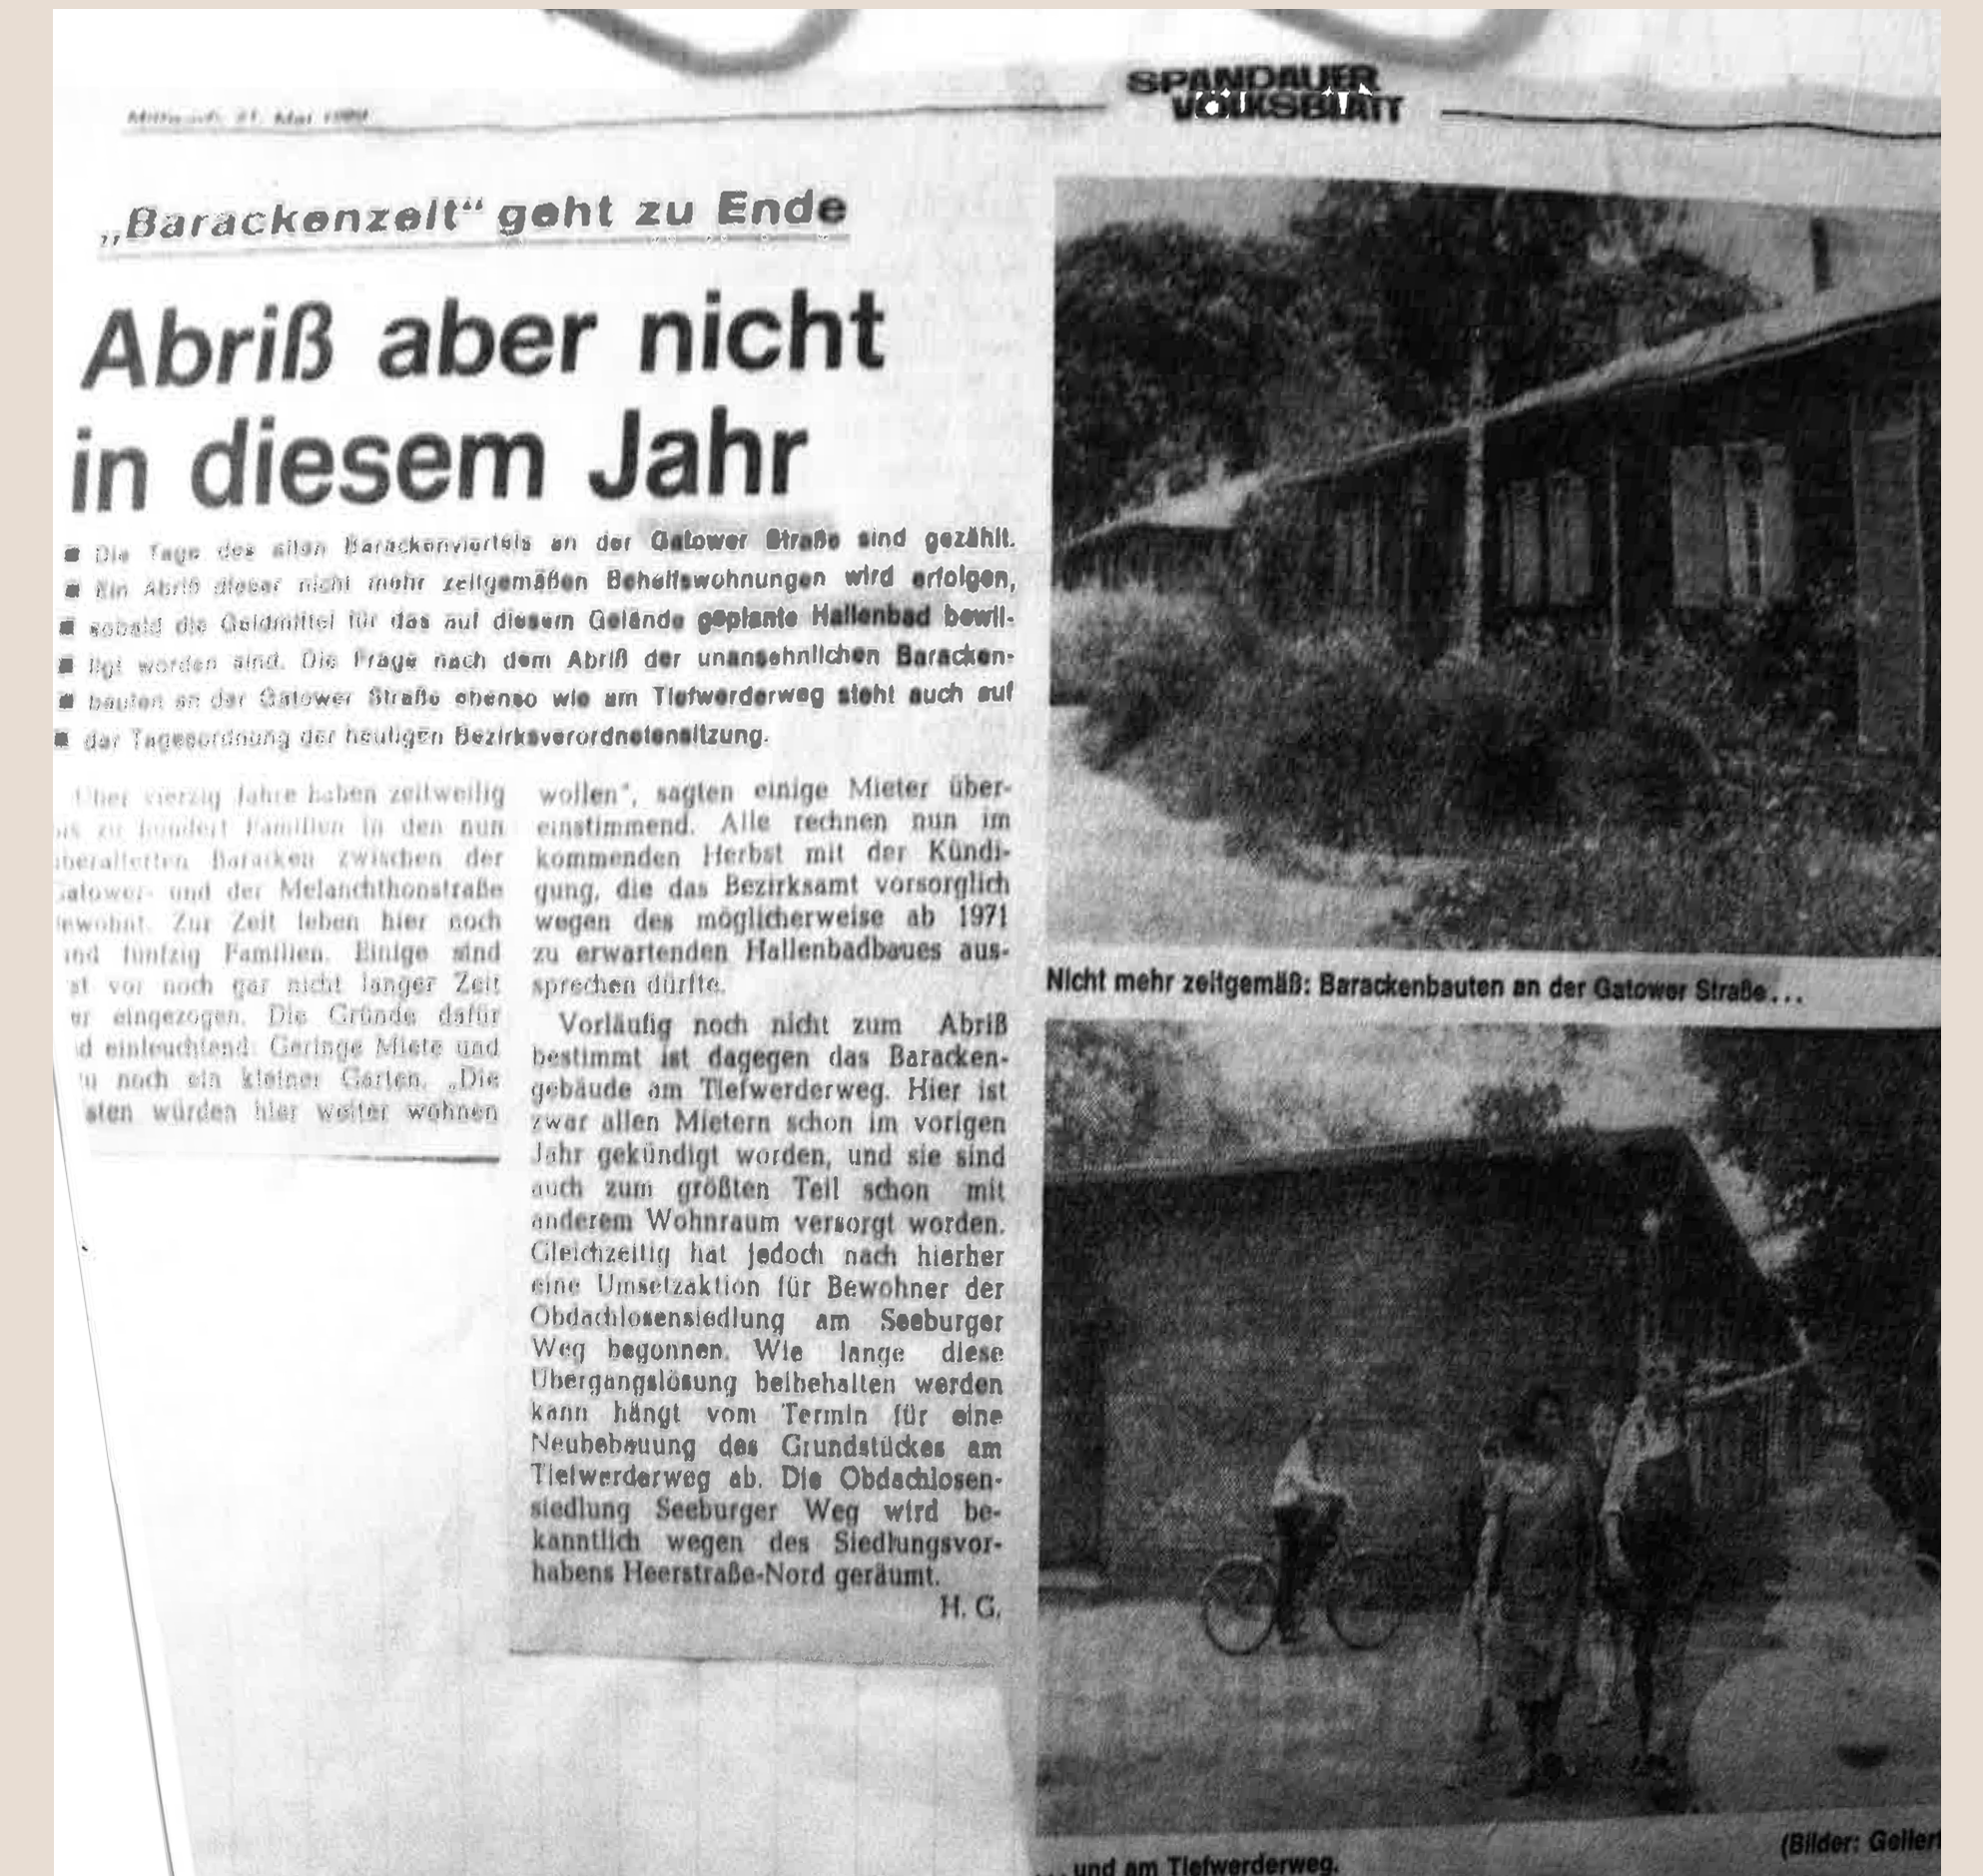 Mittwoch, 21. Mai 1969
SPANDAUER
VOLKSBLATT
„Barackenzeit“ geht zu Ende
Abriß aber nicht
in diesem Jahr
■ Die Tage des alten Barackenviertels an der Gatower Straße sind gezählt.
■ Ein Abriß dieser nicht mehr zeitgemäßen Behelfswohnungen wird erfolgen,
■ sobald die Geldmittel für das auf diesem Gelände geplante Hallenbad bewil-
■ ligt worden sind. Die Frage nach dem Abriß der unansehnlichen Baracken-
■ bauten an der Gatower Straße ebenso wie am Tiefwerderweg steht auch auf
■ der Tagesordnung der heutigen Bezirksverordnetensitzung.
Über vierzig Jahre haben zeitweilig
bis zu hundert Familien in den nun
überalterten Baracken zwischen der
Gatower- und der Melanchthonstraße
gewohnt. Zur Zeit leben hier noch
und fünfzig Familien. Einige sind
st vor noch gar nicht langer Zeit
er eingezogen. Die Gründe dafür
d einleuchtend: Geringe Miete und
u noch ein kleiner Garten. „Die
sten würden hier weiter wohnen
wollen“, sagten einige Mieter über-
einstimmend. Alle rechnen nun im
kommenden Herbst mit der Kündi-
gung, die das Bezirksamt vorsorglich
wegen des möglicherweise ab 1971
zu erwartenden Hallenbadbaues aus-
sprechen dürfte.
Vorläufig noch nicht zum Abriß
bestimmt ist dagegen das Baracken-
gebäude am Tiefwerderweg. Hier ist
zwar allen Mietern schon im vorigen
Jahr gekündigt worden, und sie sind
auch zum größten Teil schon mit
anderem Wohnraum versorgt worden.
Gleichzeitig hat jedoch nach hierher
eine Umsetzaktion für Bewohner der
Obdachlosensiedlung am Seeburger
Weg begonnen. Wie lange diese
Übergangslösung beibehalten werden
kann hängt vom Termin für eine
Neubebauung des Grundstückes am
Tiefwerderweg ab. Die Obdachlosen-
siedlung Seeburger Weg wird be-
kanntlich wegen des Siedlungsvor-
habens Heerstraße-Nord geräumt.
H. G.
Nicht mehr zeitgemäß: Barackenbauten an der Gatower Straße...
... und am Tiefwerderweg.
(Bilder: Gellert